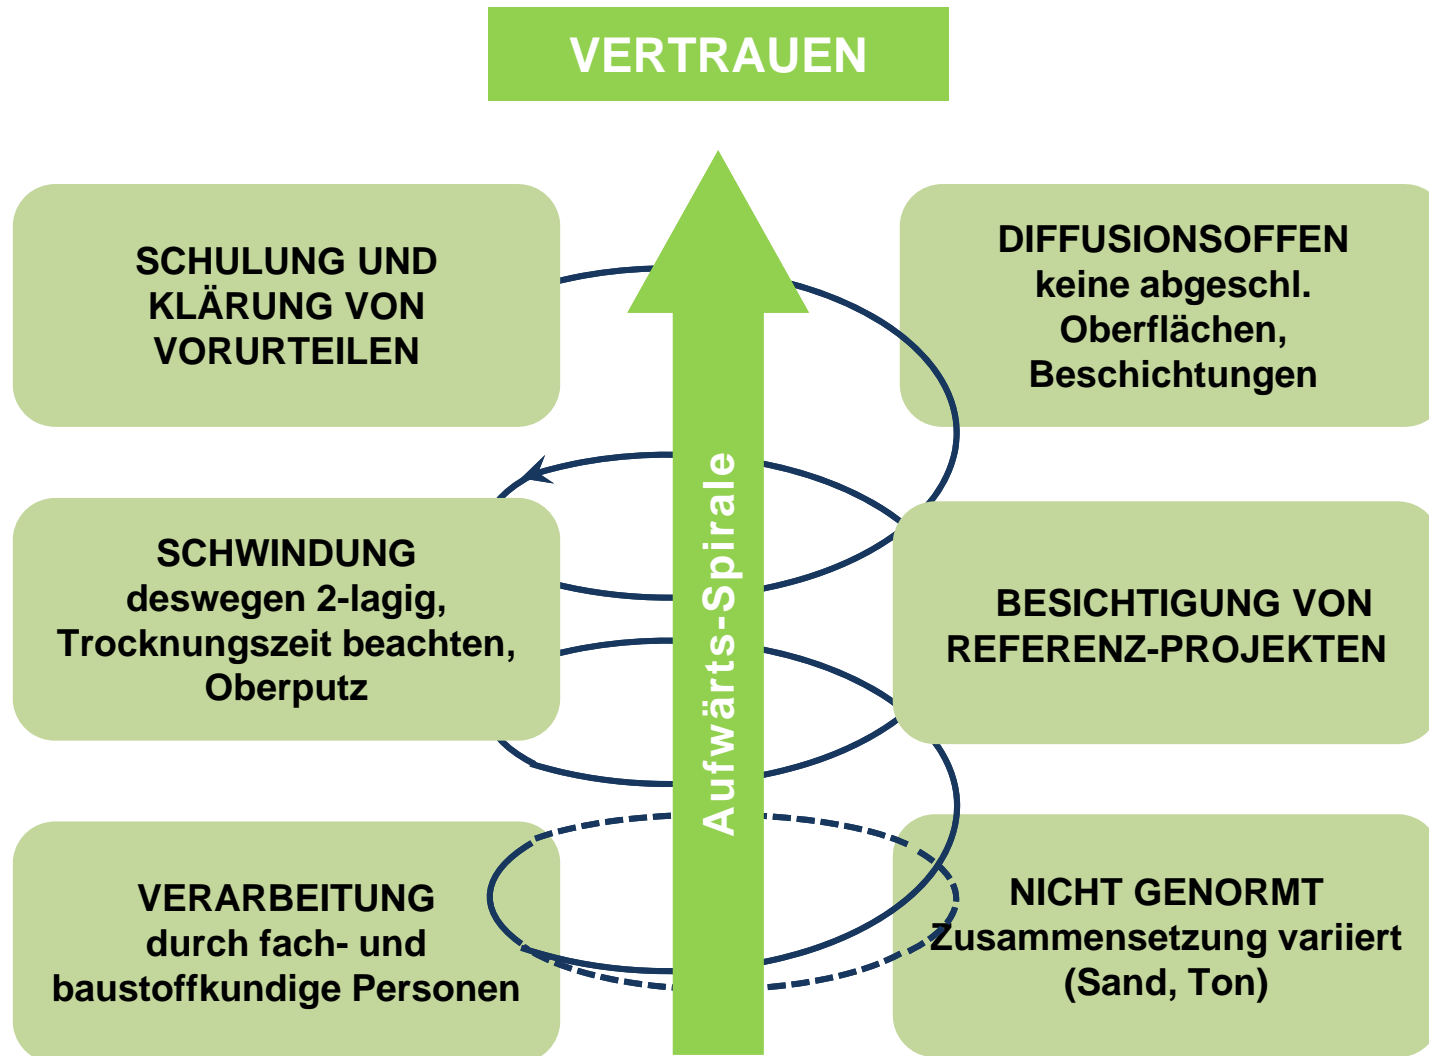 VERTRAUEN
SCHULUNG UND
KLÄRUNG VON
VORURTEILEN
DIFFUSIONSOFFEN
keine abgeschl.
Oberflächen,
Beschichtungen
Aufwärts-Spirale
SCHWINDUNG
deswegen 2-lagig,
Trocknungszeit beachten,
Oberputz
BESICHTIGUNG VON
REFERENZ-PROJEKTEN
VERARBEITUNG
durch fach- und
baustoffkundige Personen
NICHT GENORMT
Zusammensetzung variiert
(Sand, Ton)